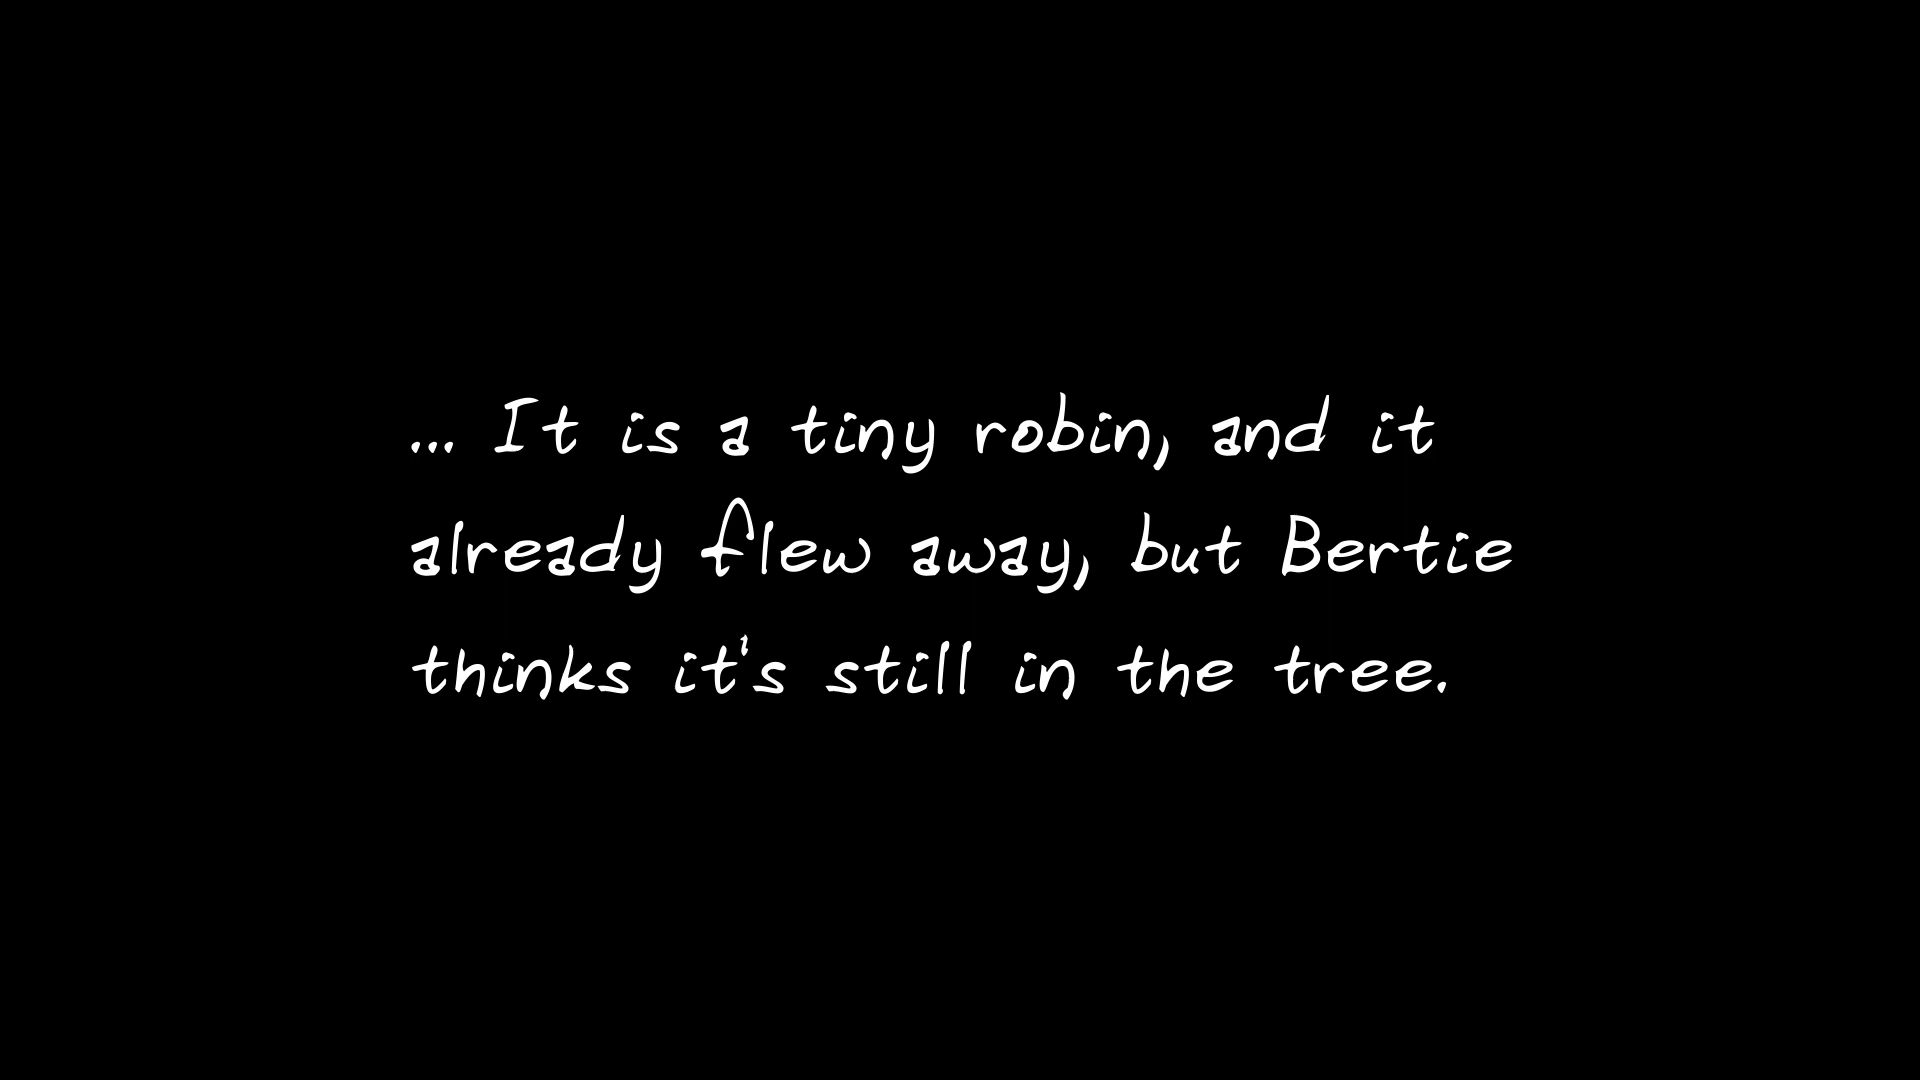 ... It is a tiny robin, and it
already flew away, but Bertie
thinks it's still in the tree.